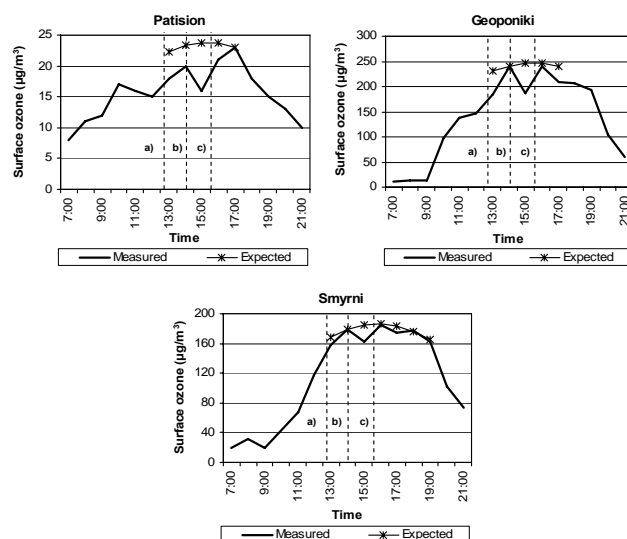 Patision
Surface ozone (µg/m³)
25
20
15
10
5
0
a)
b)
c)
7:00
9:00
11:00
13:00
15:00
17:00
19:00
21:00
Time
Measured
Expected
Geoponiki
Surface ozone (µg/m³)
300
250
200
150
100
50
0
a)
b)
c)
7:00
9:00
11:00
13:00
15:00
17:00
19:00
21:00
Time
Measured
Expected
Smyrni
Surface ozone (µg/m³)
200
160
120
80
40
0
a)
b)
c)
7:00
9:00
11:00
13:00
15:00
17:00
19:00
21:00
Time
Measured
Expected